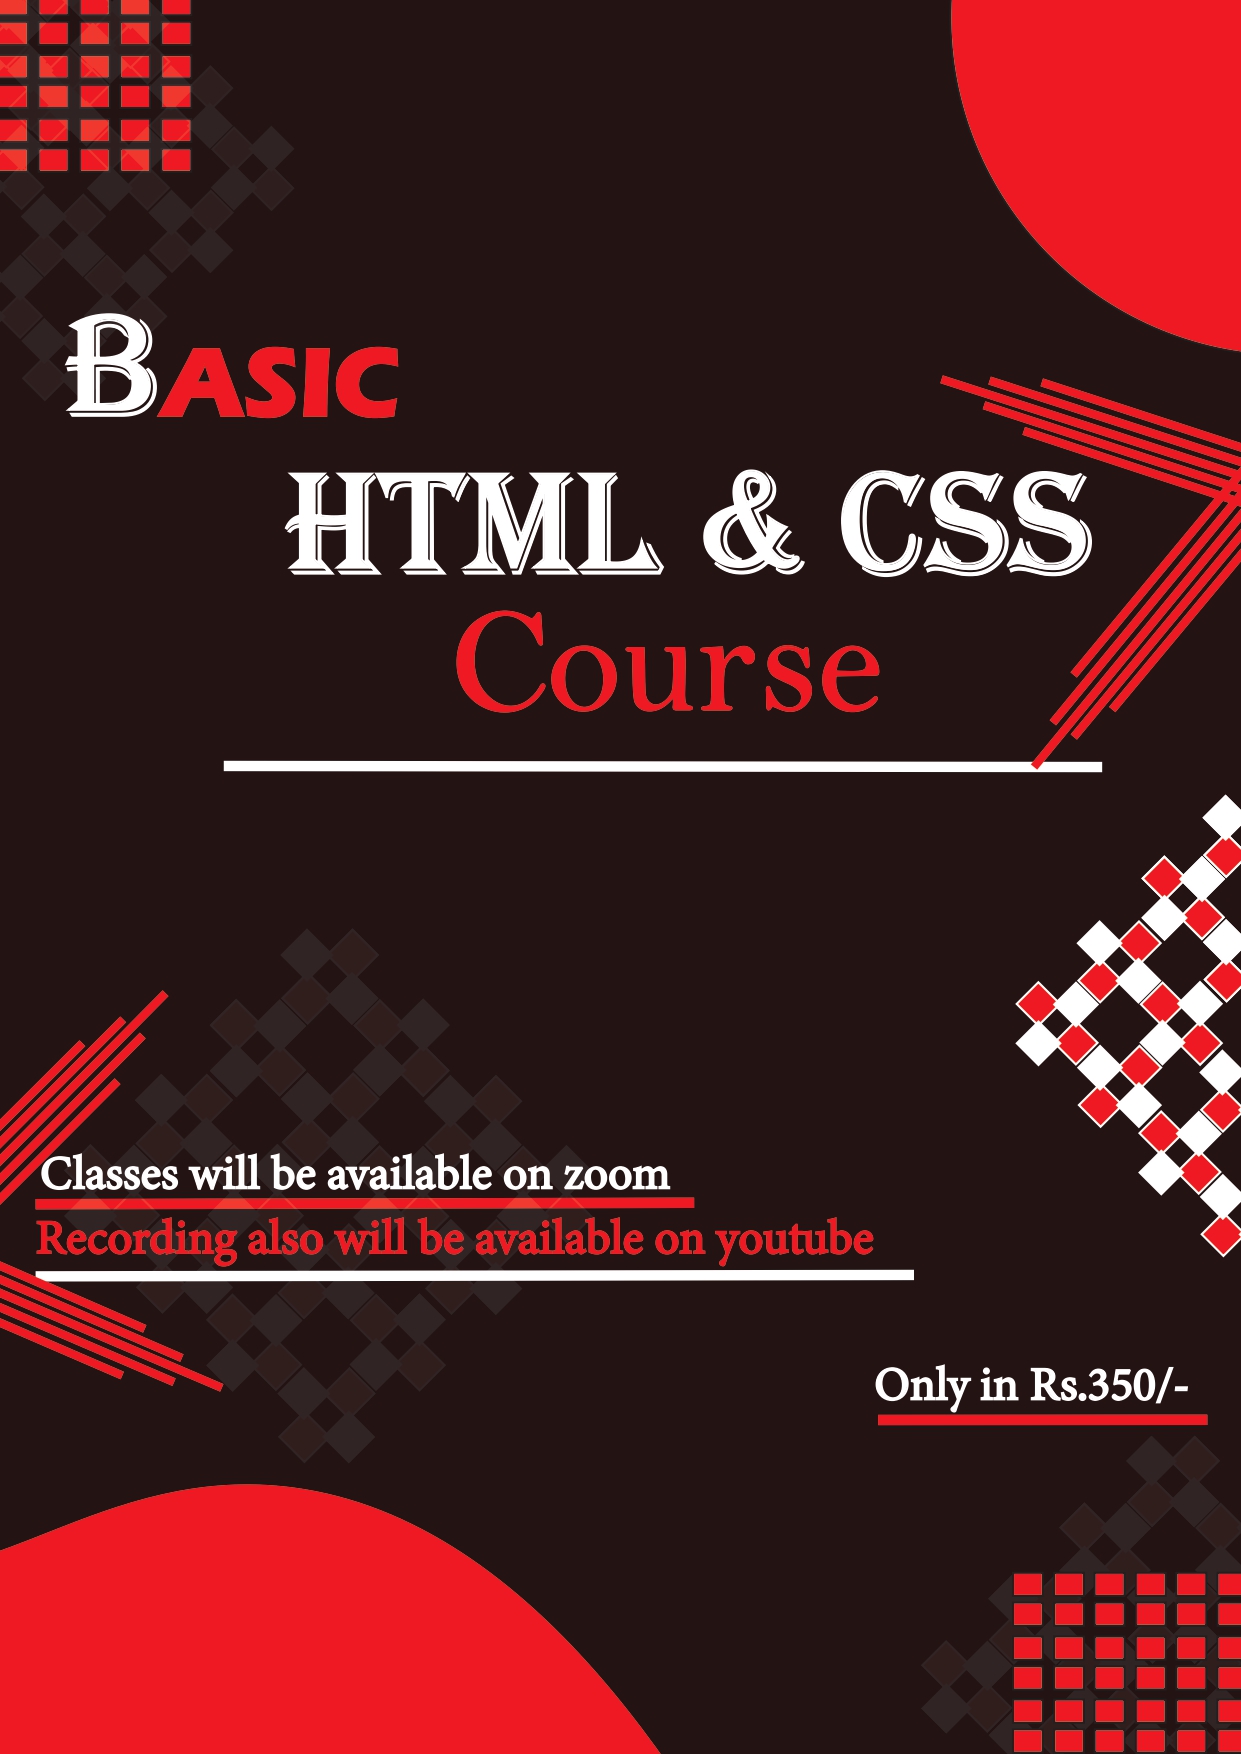 BASIC
HTML & CSS
Course
Classes will be available on zoom
Recording also will be available on youtube
Only in Rs.350/-